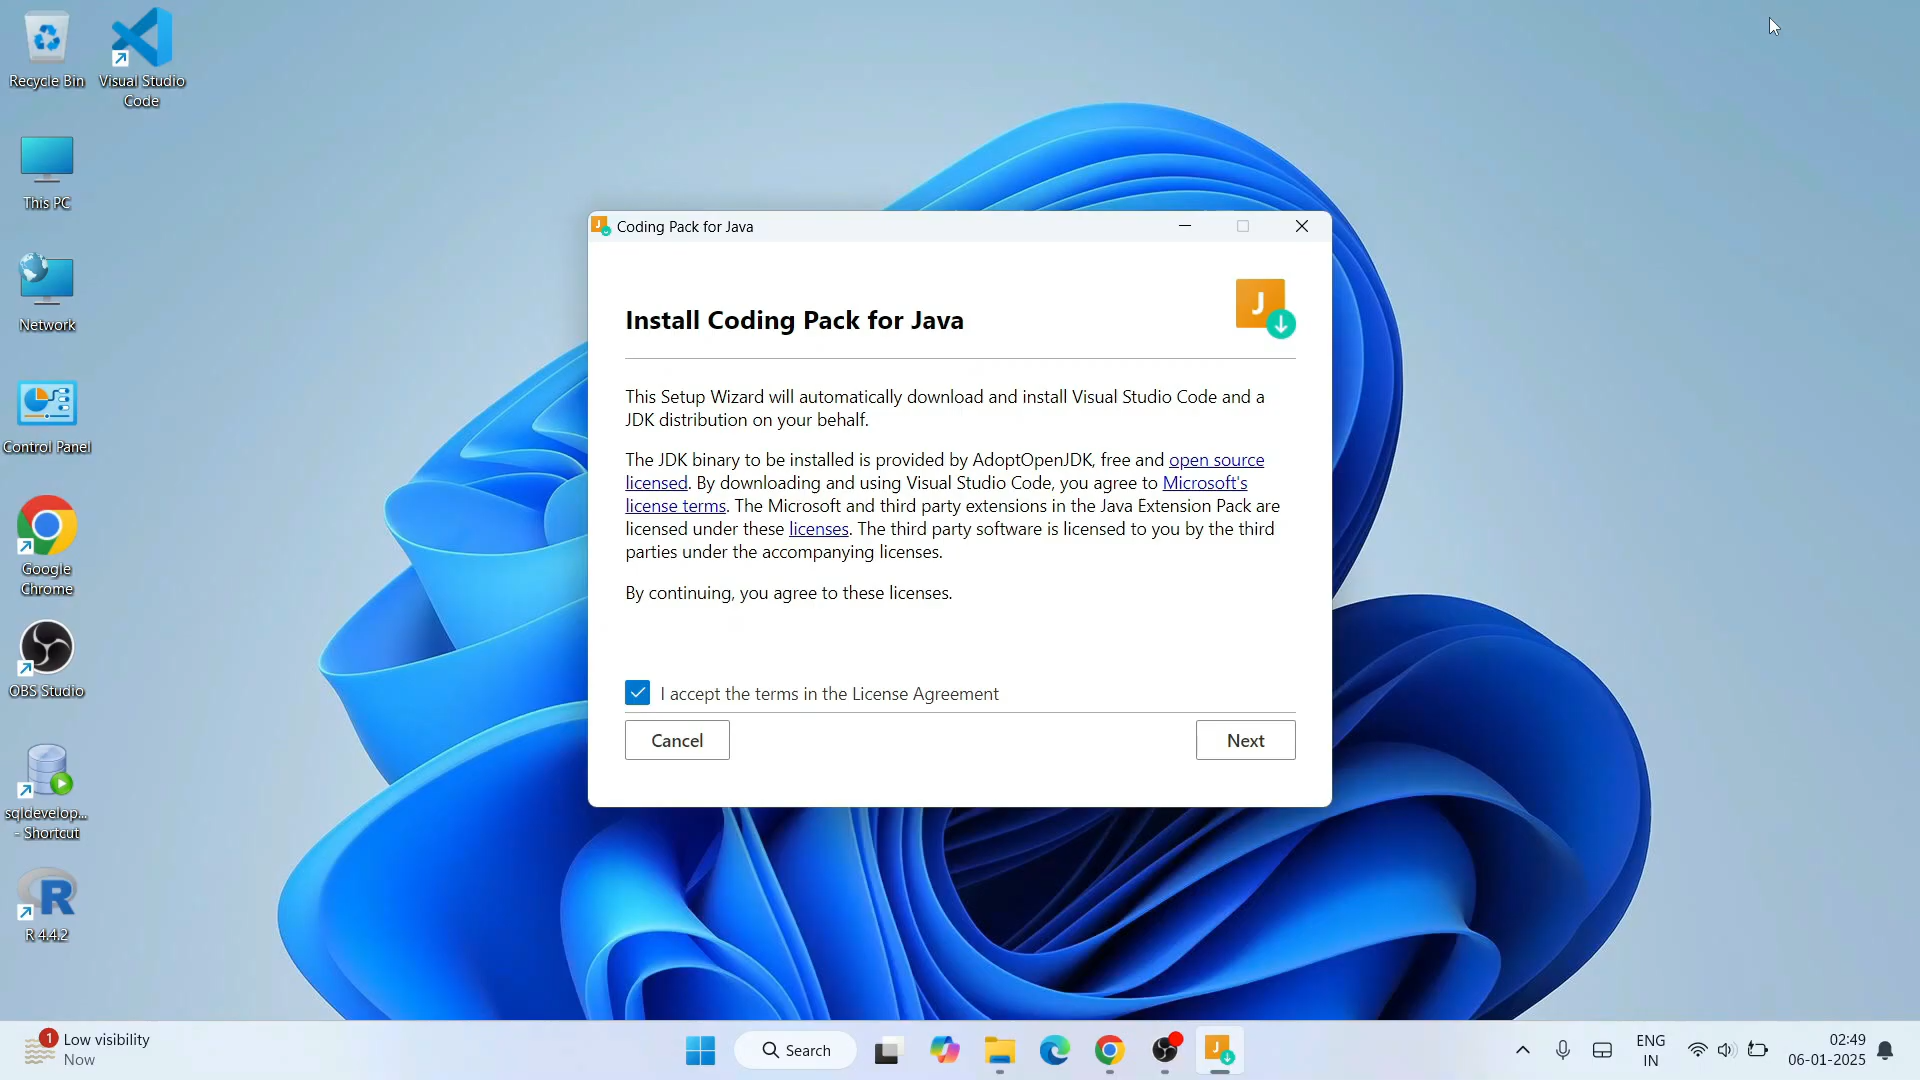 Recycle Bin
Visual Studio
Code
This PC
Network
Control Panel
Google
Chrome
OBS Studio
sqldevelop...
- Shortcut
R 4.4.2
Coding Pack for Java
J
Install Coding Pack for Java
This Setup Wizard will automatically download and install Visual Studio Code and a
JDK distribution on your behalf.
The JDK binary to be installed is provided by AdoptOpenJDK, free and open source
licensed. By downloading and using Visual Studio Code, you agree to Microsoft's
license terms. The Microsoft and third party extensions in the Java Extension Pack are
licensed under these licenses. The third party software is licensed to you by the third
parties under the accompanying licenses.
By continuing, you agree to these licenses.
I accept the terms in the License Agreement
Cancel
Next
1
Low visibility
Now
Search
ENG
IN
02:49
06-01-2025